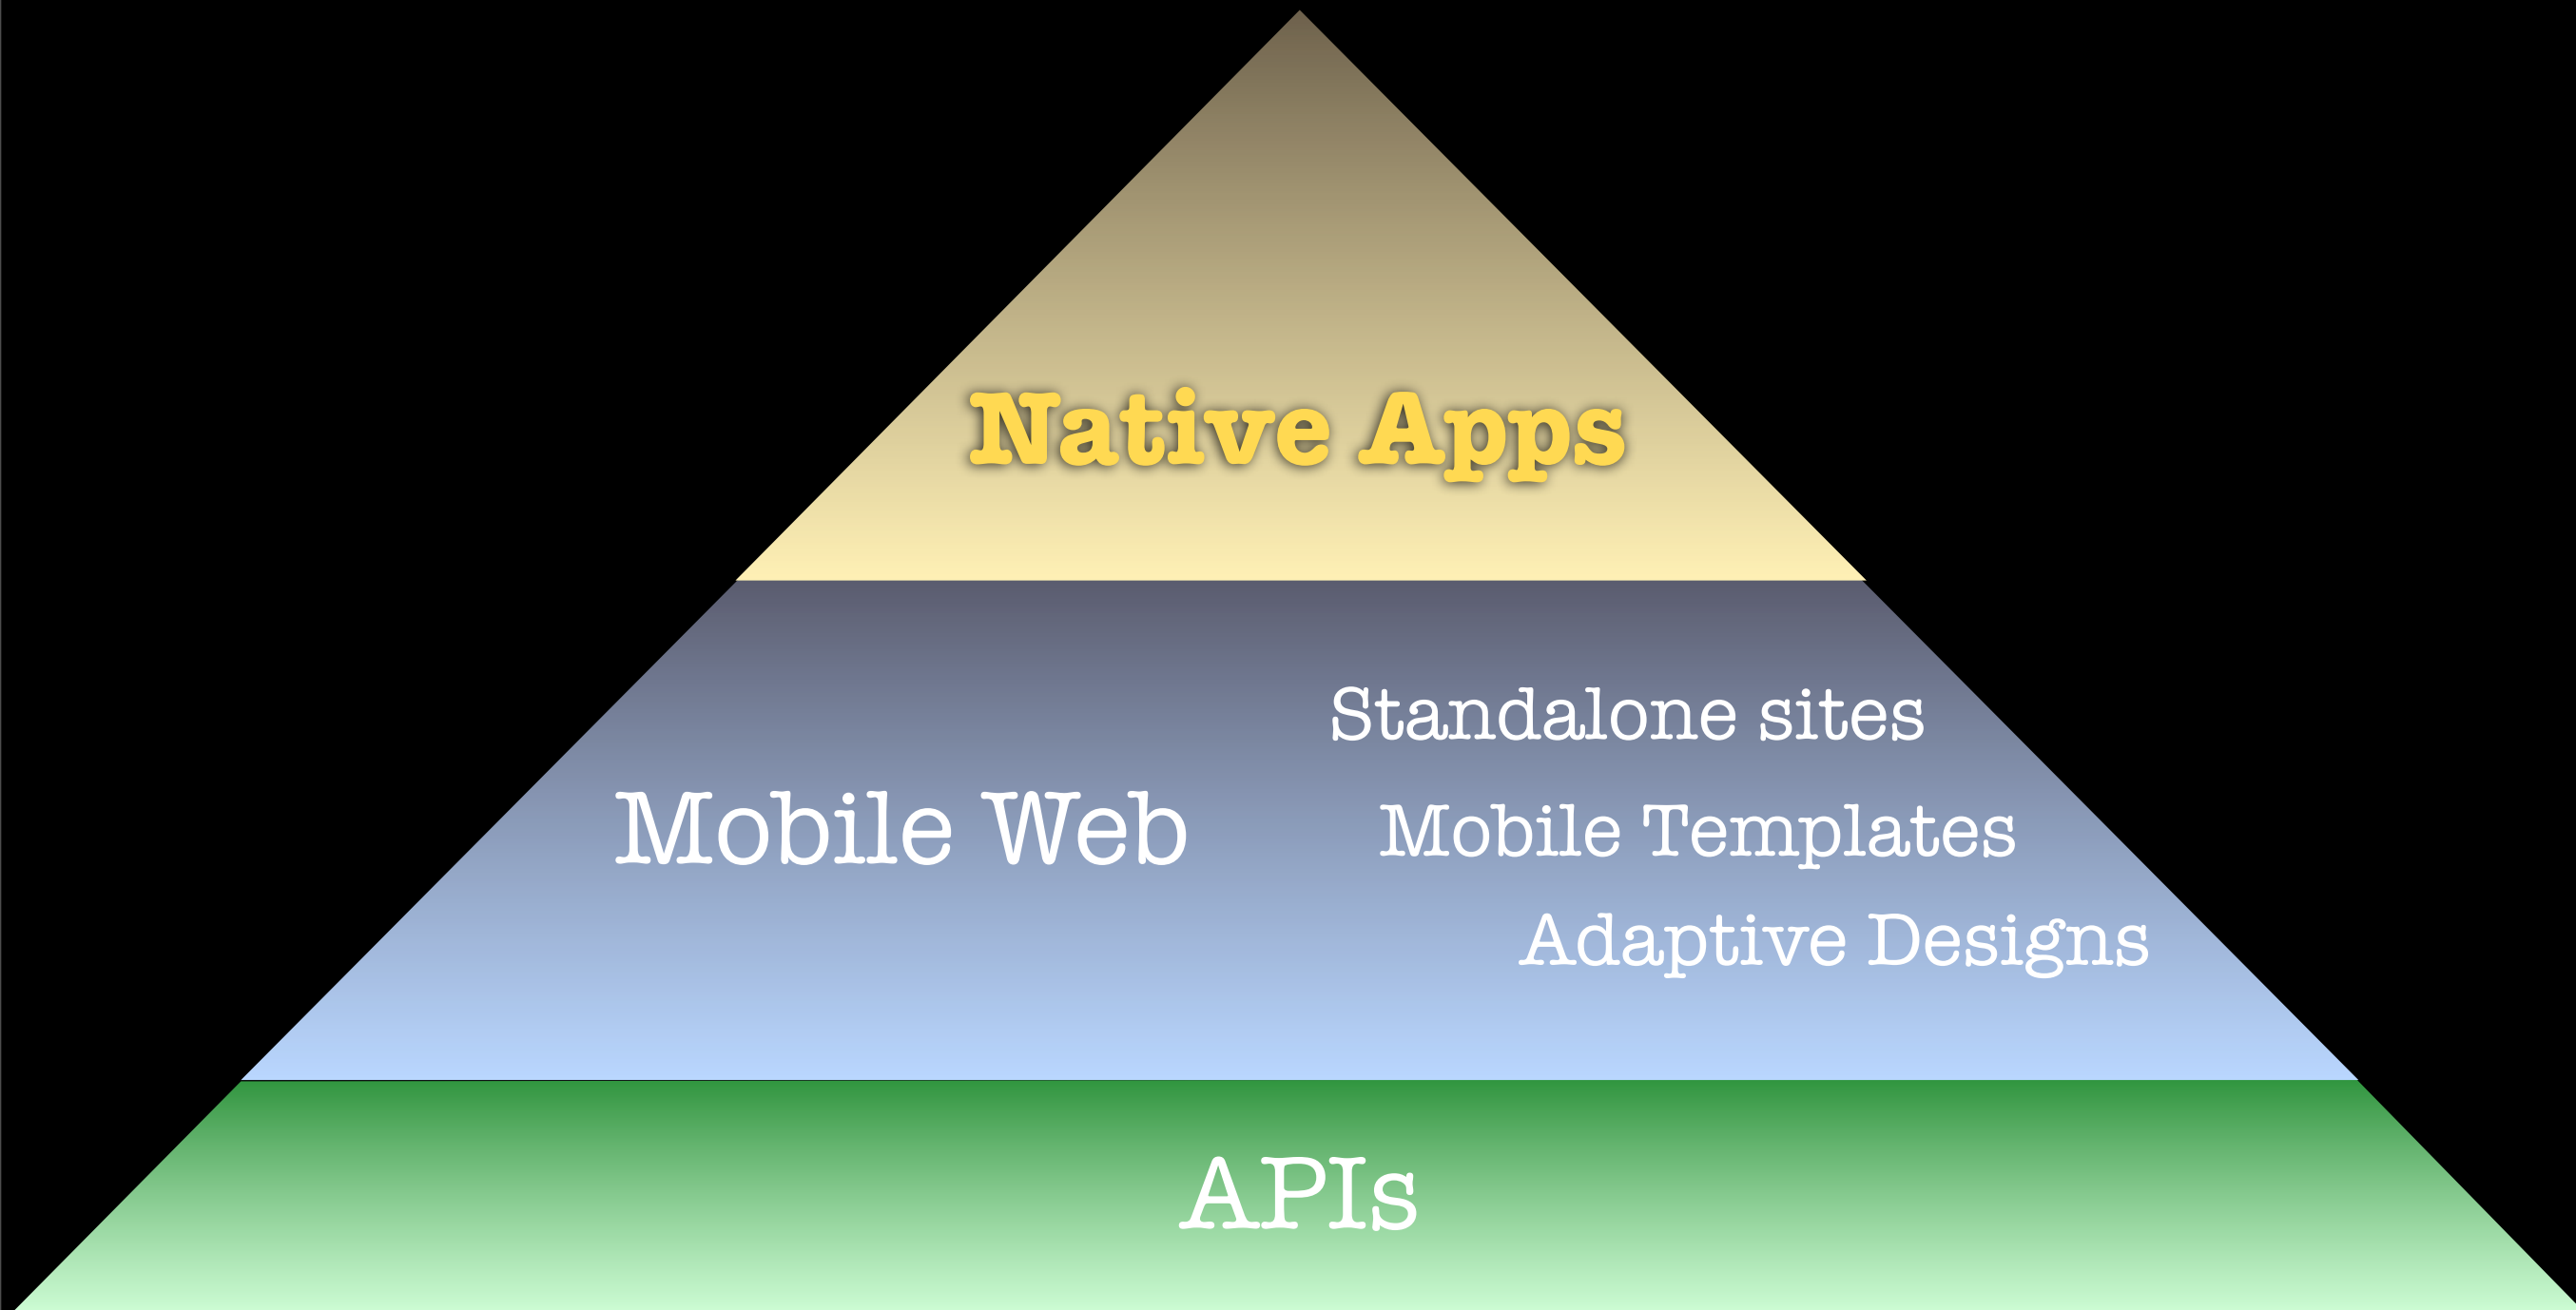 Native Apps
Standalone sites
Mobile Web
Mobile Templates
Adaptive Designs
APIs